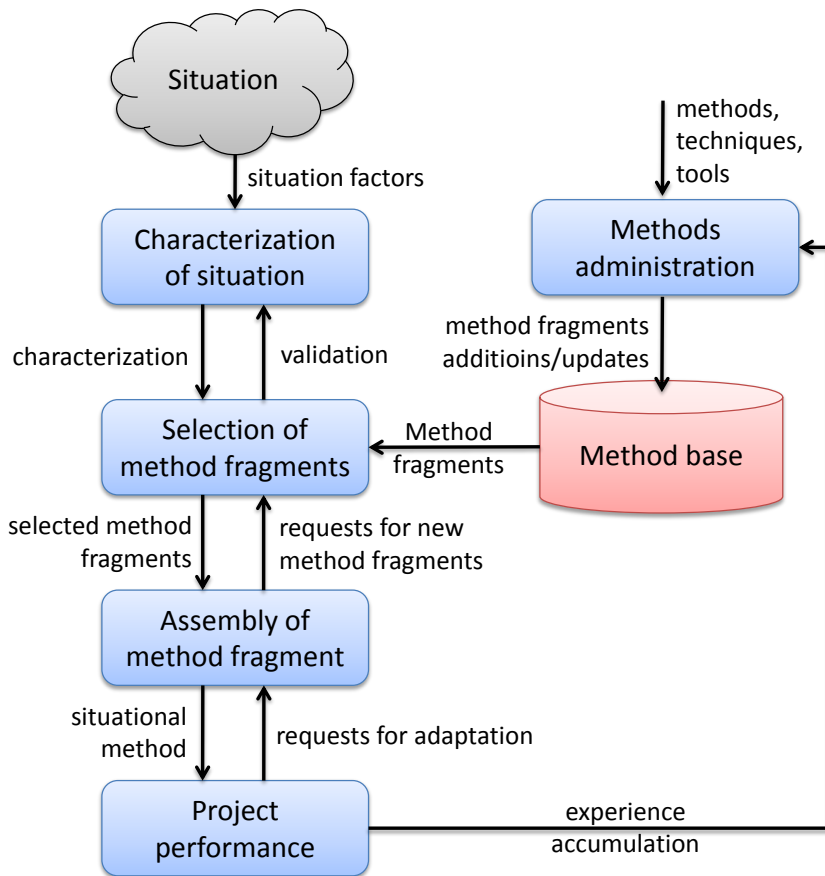 Situation
situation factors
methods,
techniques,
tools
Characterization
of situation
Methods
administration
characterization
validation
method fragments
additioins/updates
Selection of
method fragments
Method
fragments
Method base
selected method
fragments
requests for new
method fragments
Assembly of
method fragment
situational
method
requests for adaptation
Project
performance
experience
accumulation